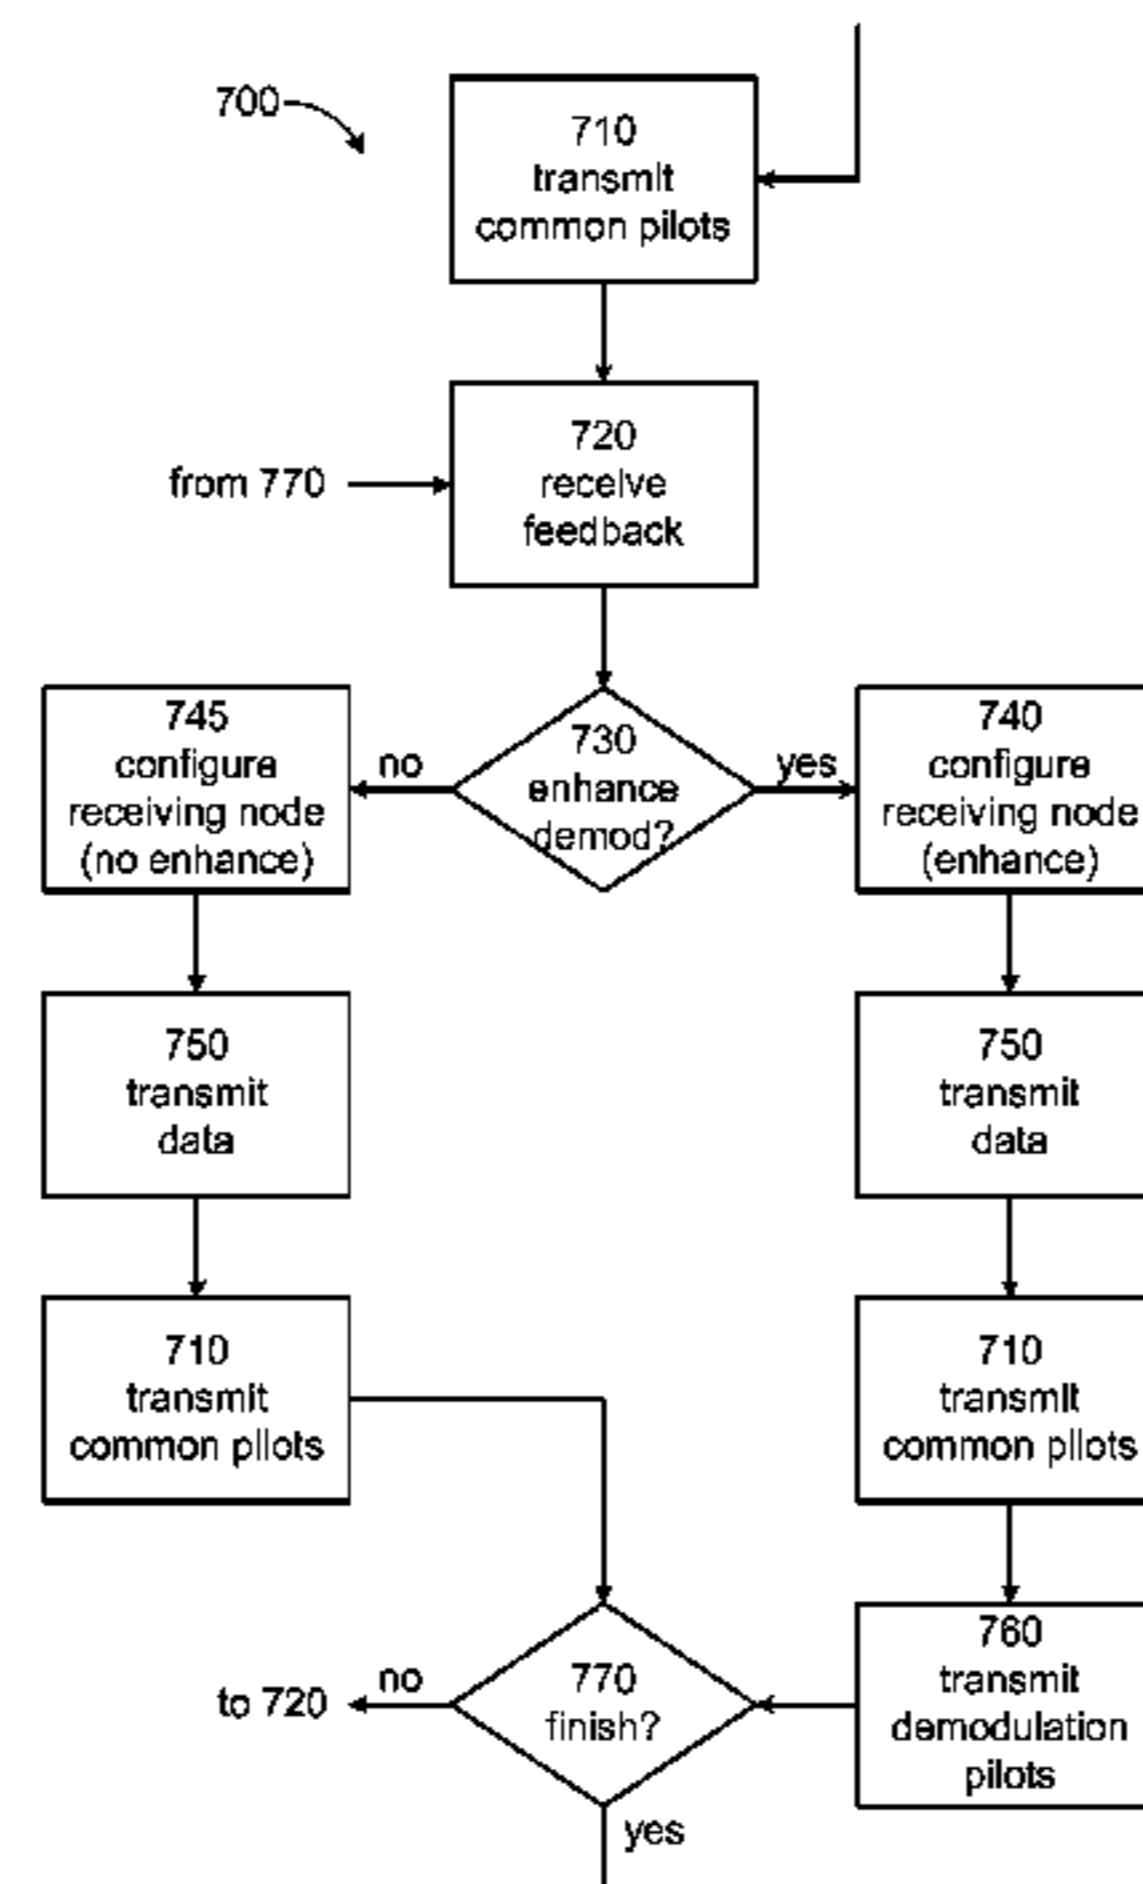 700
710
transmit
common pilots
720
receive
feedback
from 770
730
enhance
demod?
no
yes
745
configure
receiving node
(no enhance)
740
configure
receiving node
(enhance)
750
transmit
data
750
transmit
data
710
transmit
common pilots
710
transmit
common pilots
760
transmit
demodulation
pilots
770
finish?
no
to 720
yes